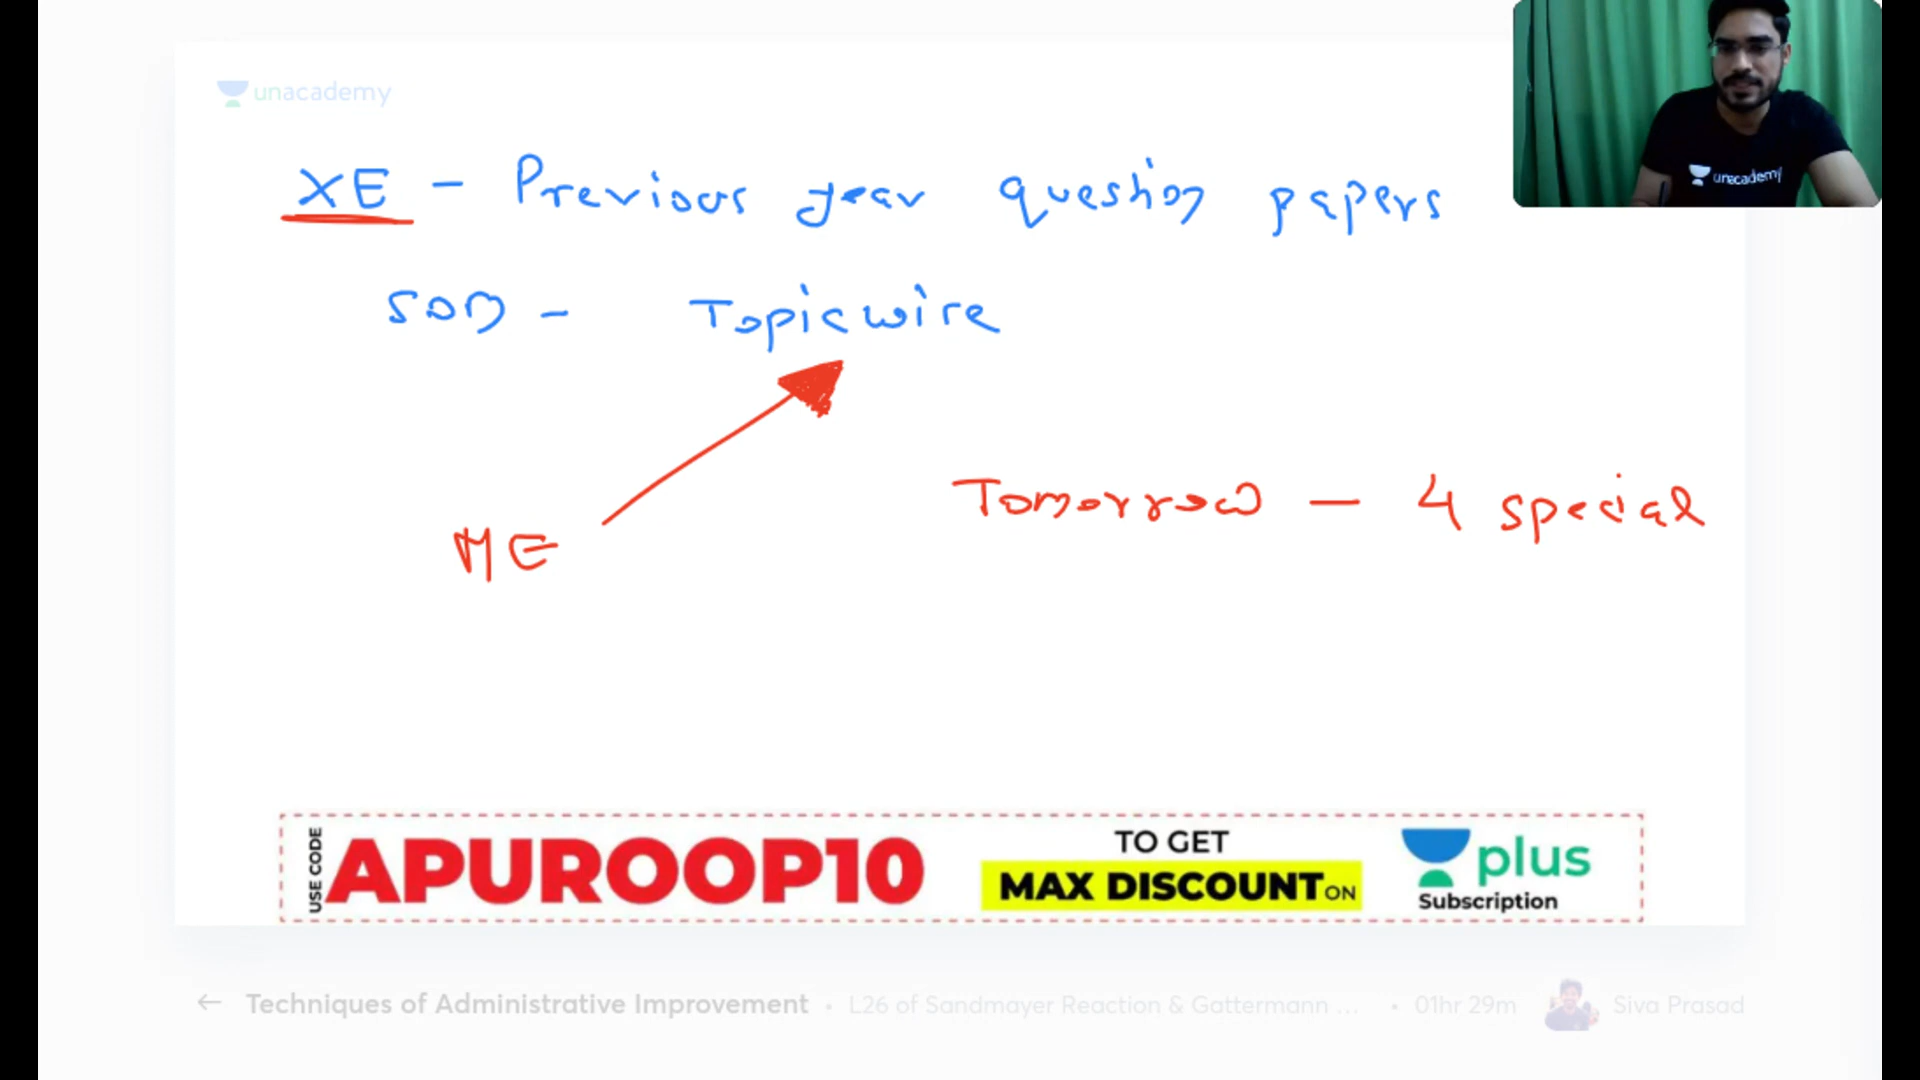 unacademy
unacademy
XE - Previous year question papers
SOM - Topicwise
ME
Tomorrow - 4 special
USE CODE
APUROOP10
TO GET
MAX DISCOUNT ON
plus
Subscription
← Techniques of Administrative Improvement • L26 of Sandmayer Reaction & Gattermann ... • 01hr 29m Siva Prasad